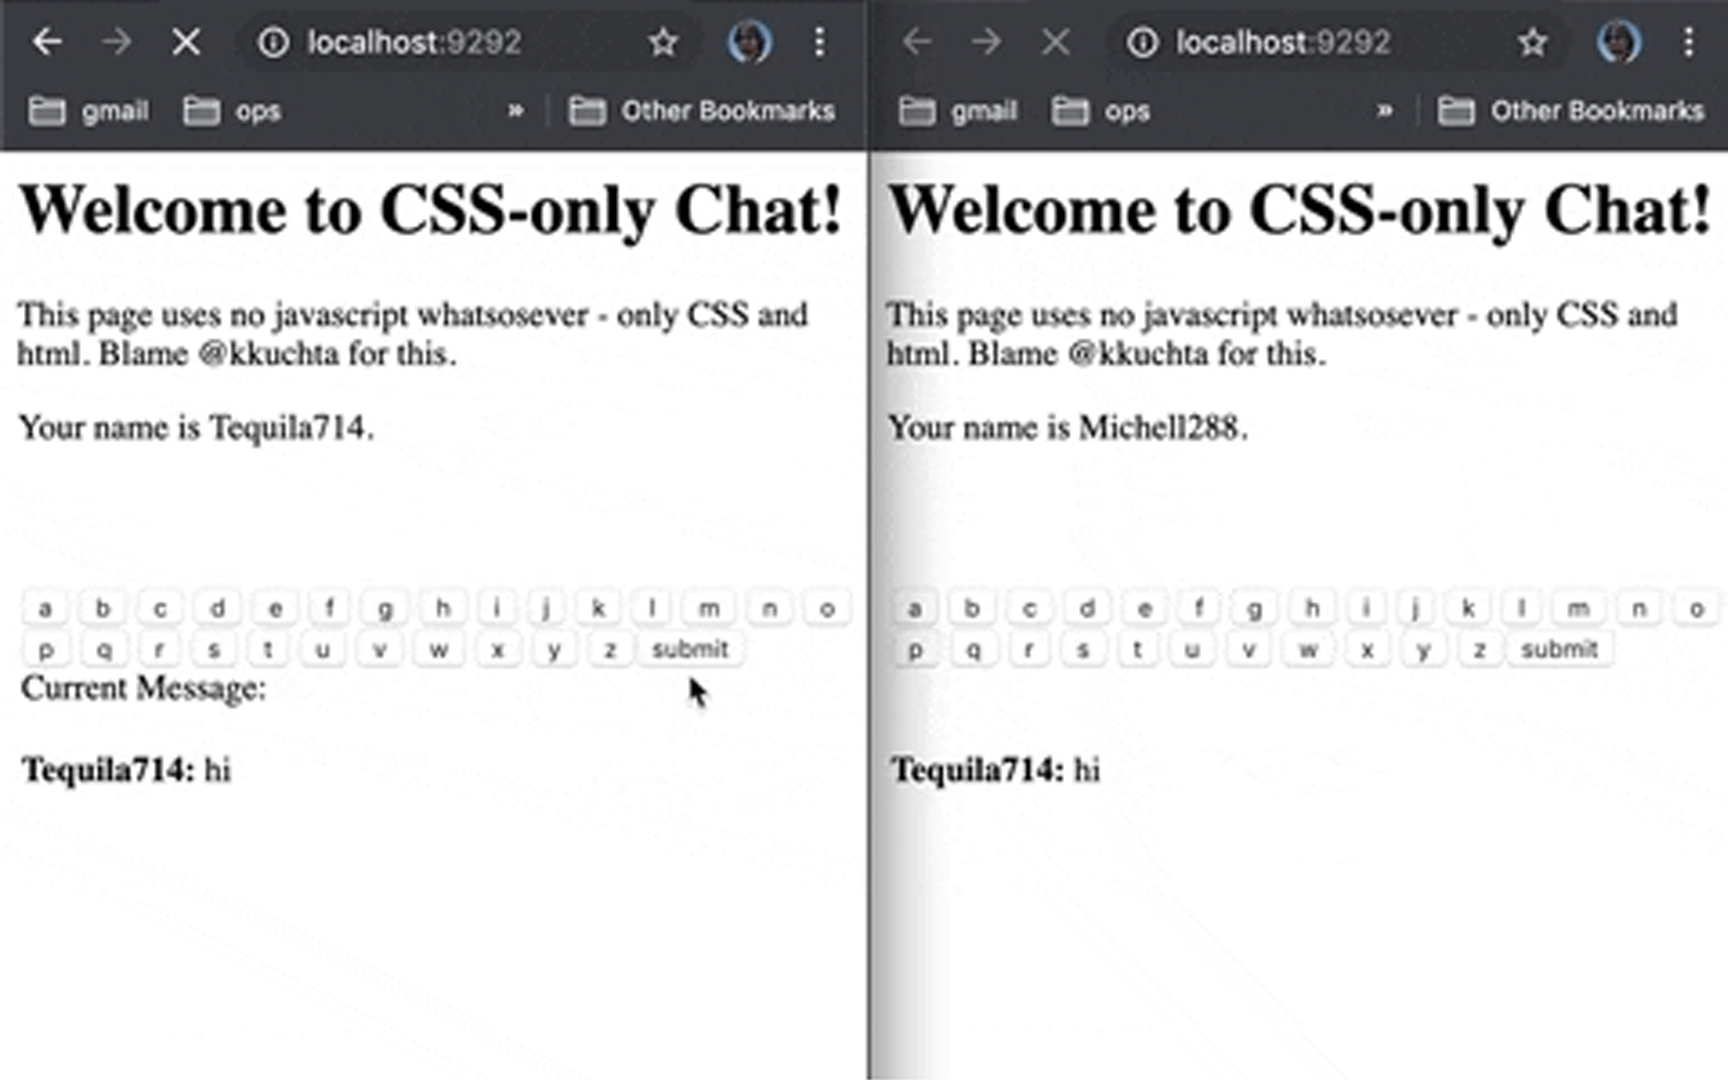 localhost:9292
gmail ops » Other Bookmarks
Welcome to CSS-only Chat!
This page uses no javascript whatsosever - only CSS and
html. Blame @kkuchta for this.
Your name is Tequila714.
a b c d e f g h i j k l m n o
p q r s t u v w x y z submit
Current Message:
Tequila714: hi
localhost:9292
gmail ops » Other Bookmarks
Welcome to CSS-only Chat!
This page uses no javascript whatsosever - only CSS and
html. Blame @kkuchta for this.
Your name is Michell288.
a b c d e f g h i j k l m n o
p q r s t u v w x y z submit
Tequila714: hi